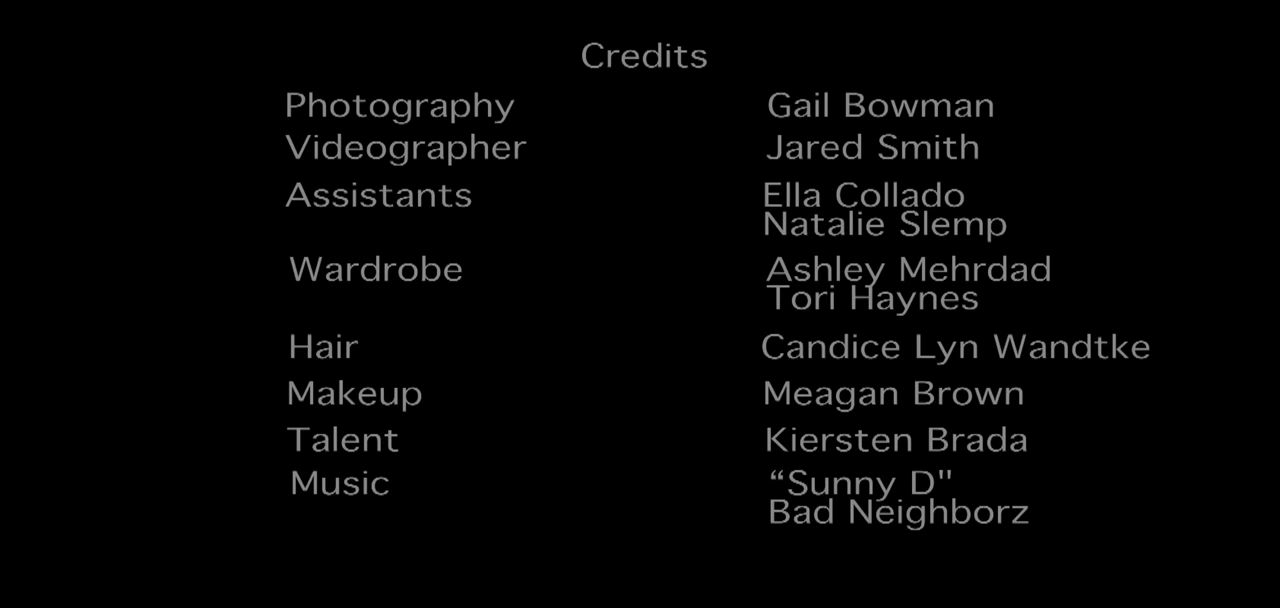 Credits
Photography Gail Bowman
Videographer Jared Smith
Assistants Ella Collado
Natalie Slemp
Wardrobe Ashley Mehrdad
Tori Haynes
Hair Candice Lyn Wandtke
Makeup Meagan Brown
Talent Kiersten Brada
Music “Sunny D"
Bad Neighborz